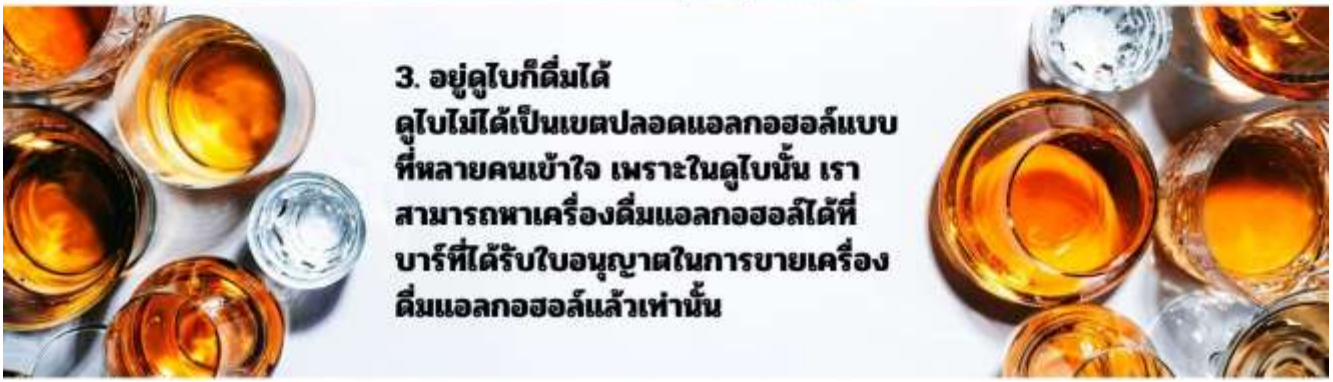 3. อยู่ดูไบก็ดื่มได้
ดูไบไม่ได้เป็นเขตปลอดแอลกอฮอล์แบบ
ที่หลายคนเข้าใจ เพราะในดูไบนั้น เรา
สามารถหาเครื่องดื่มแอลกอฮอล์ได้ที่
บาร์ที่ได้รับใบอนุญาตในการขายเครื่อง
ดื่มแอลกอฮอล์แล้วเท่านั้น